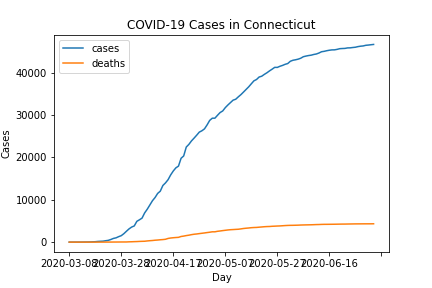 COVID-19 Cases in Connecticut
cases
deaths
40000
30000
20000
10000
0
Cases
2020-03-08 2020-03-28 2020-04-17 2020-05-07 2020-05-27 2020-06-16
Day